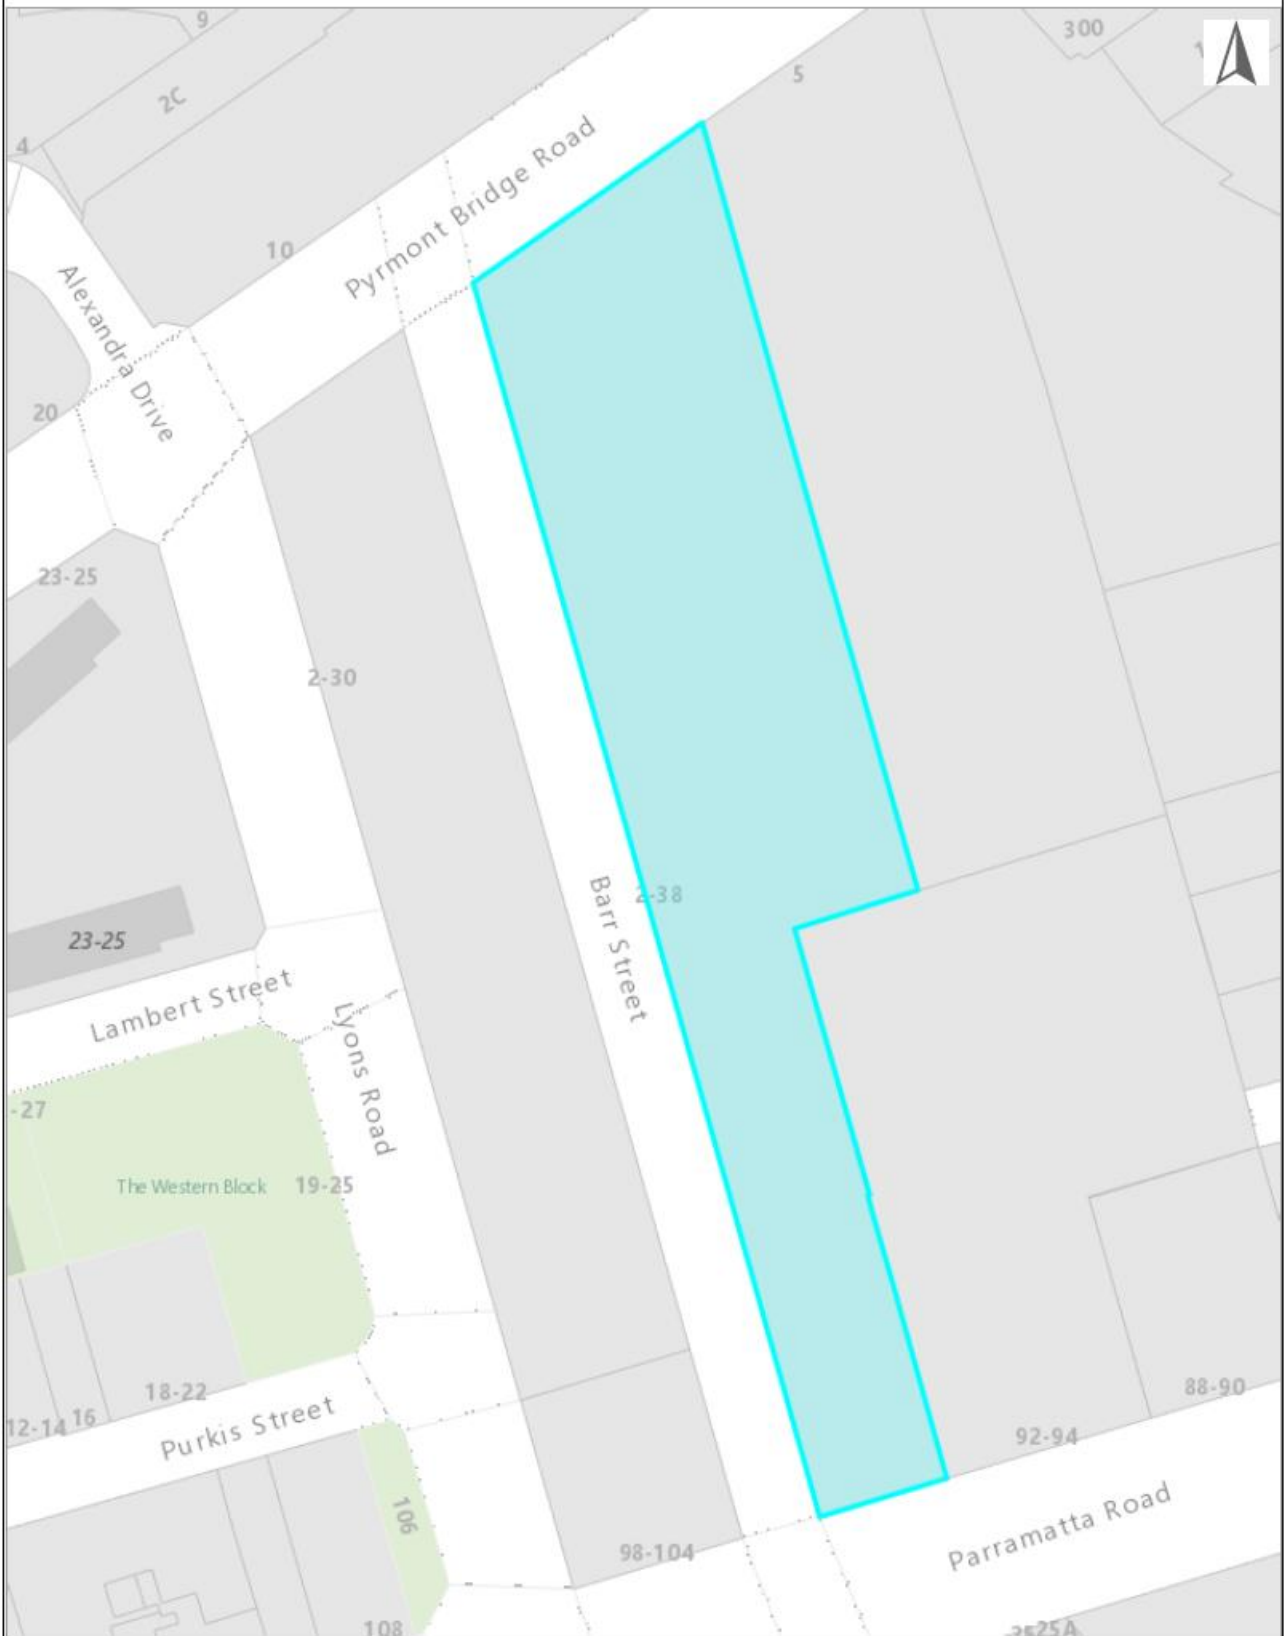 9
300
2C
5
4
Pyrmont Bridge Road
10
Alexandra Drive
20
23-25
2-30
2-38
Barr Street
23-25
Lambert Street
Lyons Road
-27
The Western Block
19-25
18-22
88-90
16
12-14
Purkis Street
92-94
106
Parramatta Road
98-104
108
25A